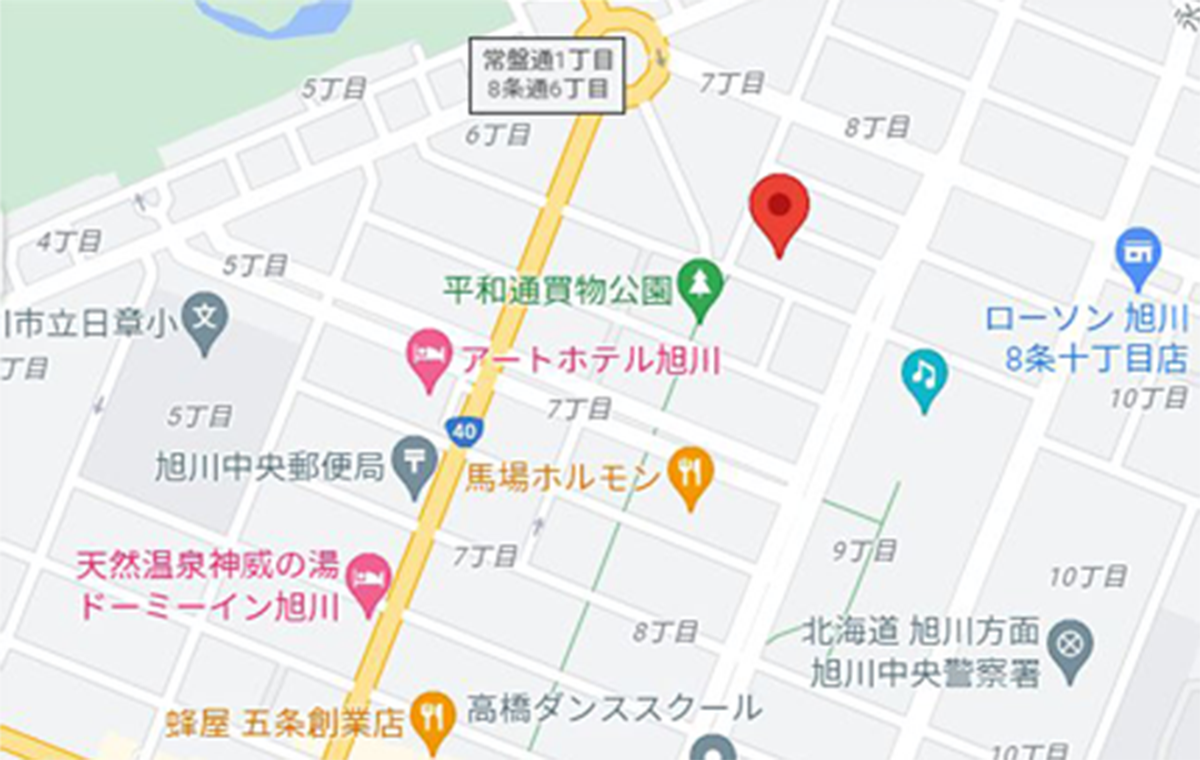 永
常盤通1丁目
8条通6丁目
5丁目
7丁目
6丁目
8丁目
4丁目
5丁目
平和通買物公園
市立日章小
文
ローソン 旭川
8条十丁目店
アートホテル旭川
丁目
10丁目
5丁目
7丁目
40
旭川中央郵便局
〒
馬場ホルモン
7丁目
9丁目
天然温泉神威の湯
ドーミーイン旭川
10丁目
8丁目
北海道 旭川方面
旭川中央警察署
蜂屋 五条創業店
高橋ダンススクール
10丁目